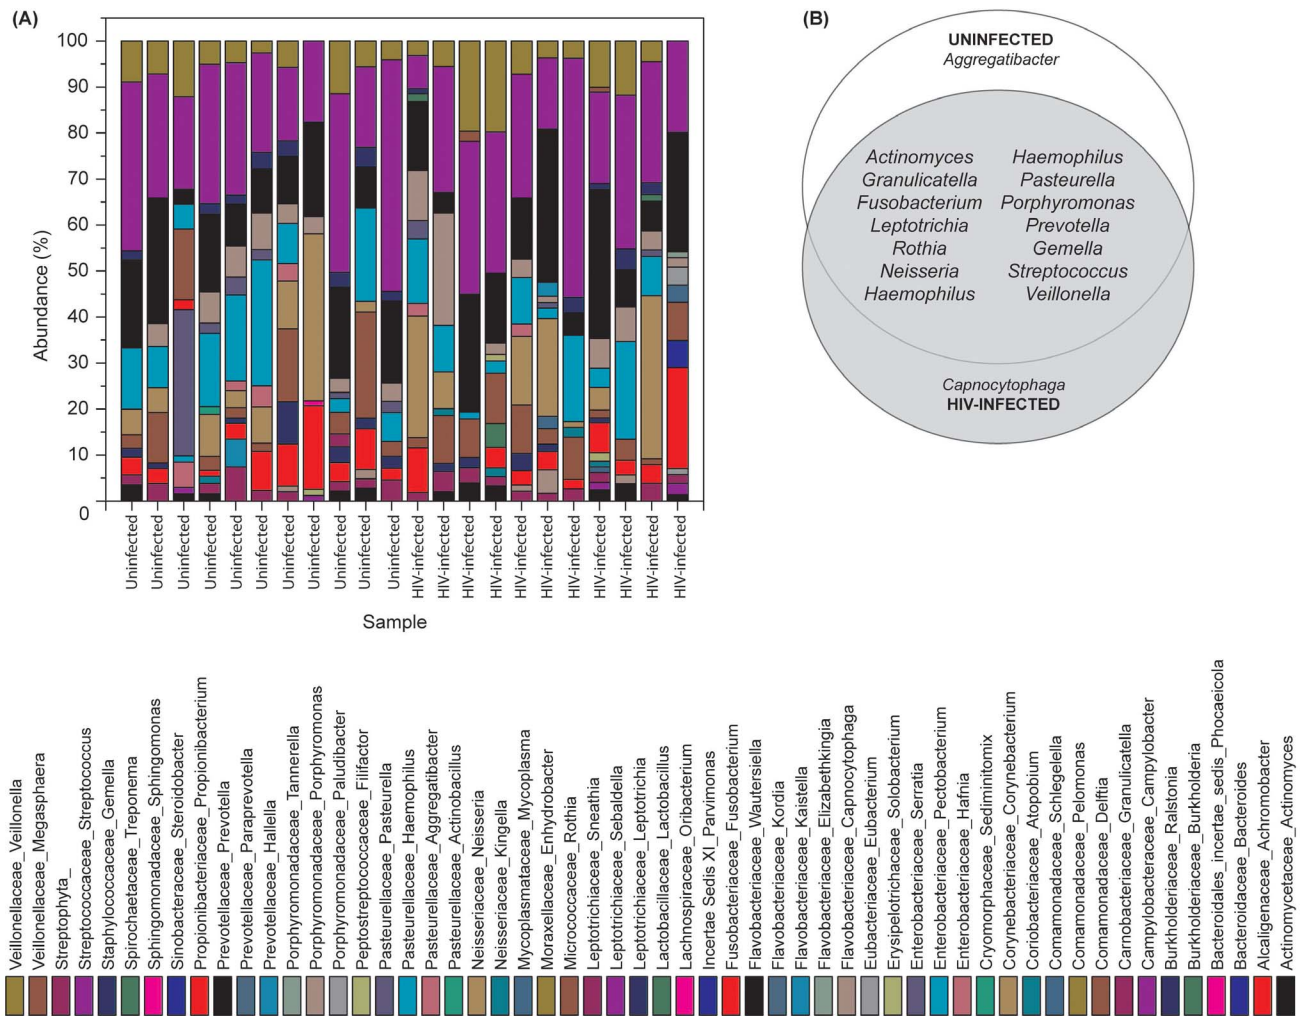 (A)
100
90
80
70
60
50
40
30
20
10
0
Abundance (%)
Uninfected
Uninfected
Uninfected
Uninfected
Uninfected
Uninfected
Uninfected
Uninfected
Uninfected
Uninfected
Uninfected
HIV-infected
HIV-infected
HIV-infected
HIV-infected
HIV-infected
HIV-infected
HIV-infected
HIV-infected
HIV-infected
HIV-infected
HIV-infected
Sample
(B)
UNINFECTED
Aggregatibacter
Actinomyces Haemophilus
Granulicatella Pasteurella
Fusobacterium Porphyromonas
Leptotrichia Prevotella
Rothia Gemella
Neisseria Streptococcus
Haemophilus Veillonella
Capnocytophaga
HIV-INFECTED
Veillonellaceae_Veillonella
Veillonellaceae_Megasphaera
Streptophyta_
Streptococcaceae_Streptococcus
Staphylococcaceae_Gemella
Spirochaetaceae_Treponema
Sphingomonadaceae_Sphingomonas
Sinobacterraceae_Steroidobacter
Propionibacteriaceae_Propionibacterium
Prevotellaceae_Prevotella
Prevotellaceae_Paraprevotella
Prevotellaceae_Hallella
Porphyromonadaceae_Tannerella
Porphyromonadaceae_Porphyromonas
Porphyromonadaceae_Paludibacter
Peptostreptococcaceae_Filifactor
Pasteurellaceae_Pasteurella
Pasteurellaceae_Haemophilus
Pasteurellaceae_Aggregatibacter
Pasteurellaceae_Actinobacillus
Neisseriaceae_Neisseria
Neisseriaceae_Kingella
Mycoplasmataceae_Mycoplasma
Moraxellaceae_Enhydrobacter
Micrococcaceae_Rothia
Leptotrichiaceae_Sneathia
Leptotrichiaceae_Sebaldella
Leptotrichiaceae_Leptotrichia
Lactobacillaceae_Lactobacillus
Lachnospiraceae_Oribacterium
Incertae Sedis XI_Parvimonas
Fusobacteriaceae_Fusobacterium
Flavobacteriaceae_Wautersiella
Flavobacteriaceae_Kordia
Flavobacteriaceae_Kaistella
Flavobacteriaceae_Elizabethkingia
Flavobacteriaceae_Capnocytophaga
Eubacteriaceae_Eubacterium
Erysipelotrichaceae_Solobacterium
Enterobacteriaceae_Serratia
Enterobacteriaceae_Pectobacterium
Enterobacteriaceae_Hafnia
Cryomorphaceae_Sediminitomix
Corynebacteriaceae_Corynebacterium
Coriobacteriaceae_Atopobium
Comamonadaceae_Schlegelella
Comamonadaceae_Pelomonas
Comamonadaceae_Delftia
Carnobacteriaceae_Granulicatella
Campylobacteraceae_Campylobacter
Burkholderiaceae_Ralstonia
Burkholderiaceae_Burkholderia
Bacteroidales_incertae sedis_Phocaeicola
Bacteroidaceae_Bacteroides
Alcaligenaceae_Achromobacter
Actinomycetaceae_Actinomyces